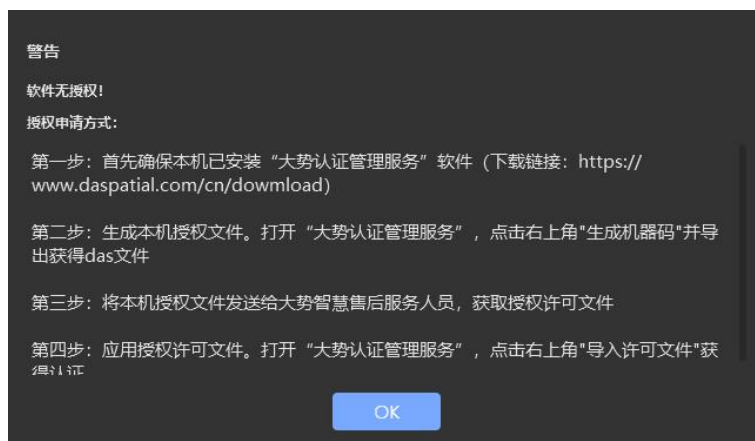 警告
软件无授权！
授权申请方式：
第一步：首先确保本机已安装“大势认证管理服务”软件（下载链接：https://
www.daspatial.com/cn/dowmload）
第二步：生成本机授权文件。打开“大势认证管理服务”，点击右上角"生成机器码"并导
出获得das文件
第三步：将本机授权文件发送给大势智慧售后服务人员，获取授权许可文件
第四步：应用授权许可文件。打开“大势认证管理服务”，点击右上角"导入许可文件"获
得认证
OK